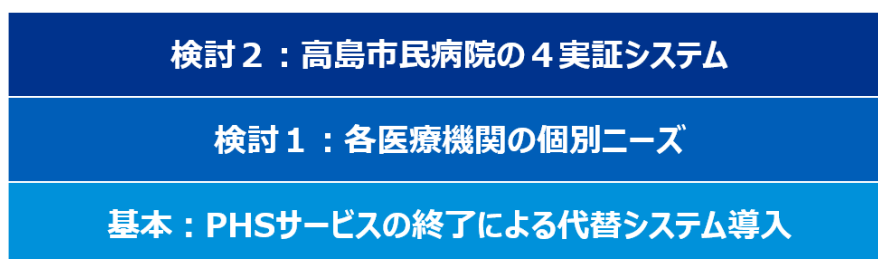 検討２：高島市民病院の４実証システム
検討１：各医療機関の個別ニーズ
基本：PHSサービスの終了による代替システム導入